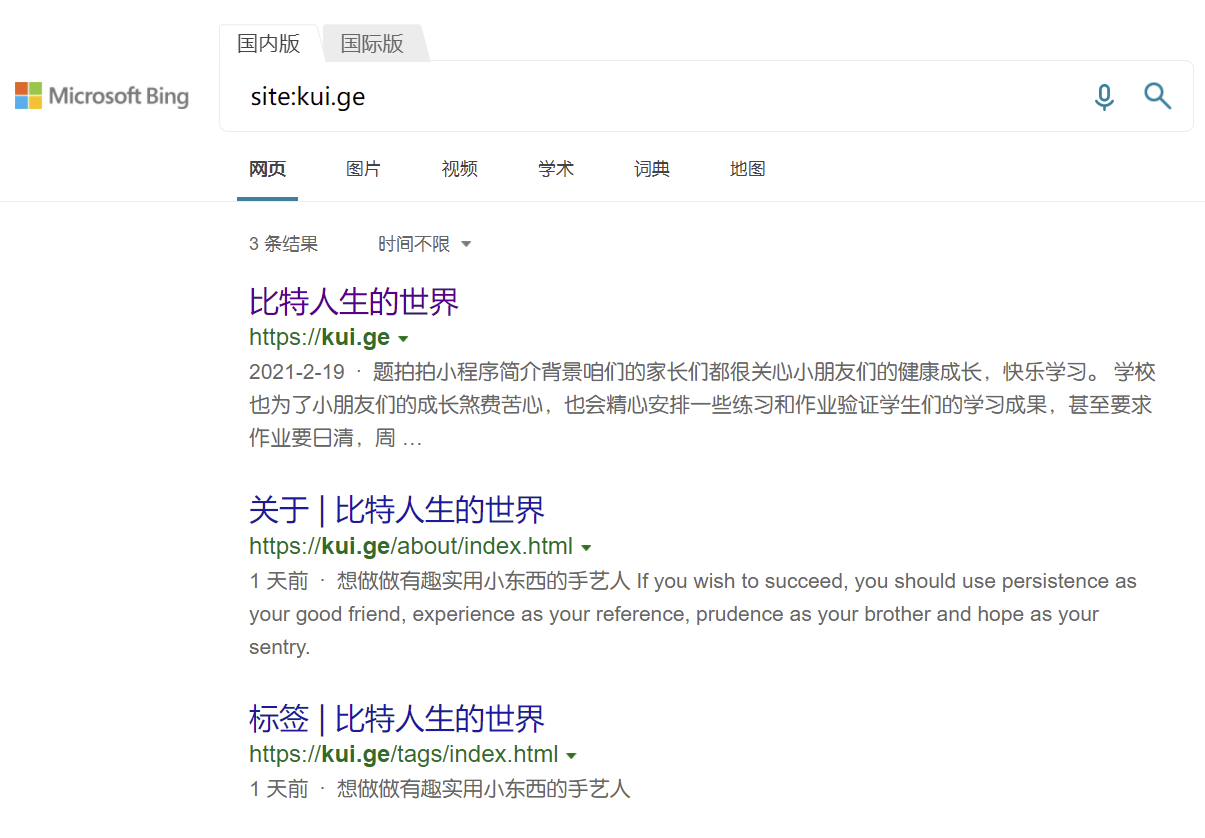 国内版 国际版
Microsoft Bing
site:kui.ge
网页 图片 视频 学术 词典 地图
3 条结果 时间不限
比特人生的世界
https://kui.ge
2021-2-19 · 题拍拍小程序简介背景咱们的家长们都很关心小朋友们的健康成长，快乐学习。 学校
也为了小朋友们的成长煞费苦心，也会精心安排一些练习和作业验证学生们的学习成果，甚至要求
作业要日清，周 …
关于 | 比特人生的世界
https://kui.ge/about/index.html
1 天前 · 想做做有趣实用小东西的手艺人 If you wish to succeed, you should use persistence as
your good friend, experience as your reference, prudence as your brother and hope as your
sentry.
标签 | 比特人生的世界
https://kui.ge/tags/index.html
1 天前 · 想做做有趣实用小东西的手艺人